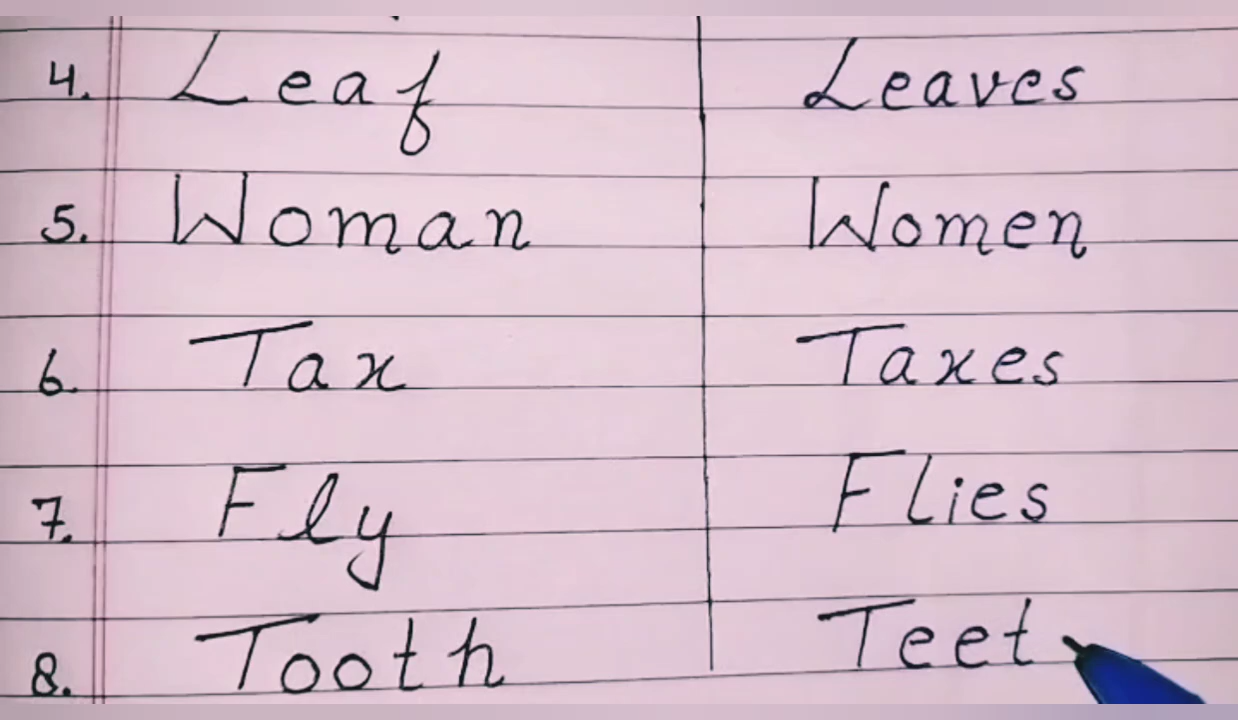 4. Leaf Leaves
5. Woman Women
6. Tax Taxes
7. Fly Flies
8. Tooth Teet